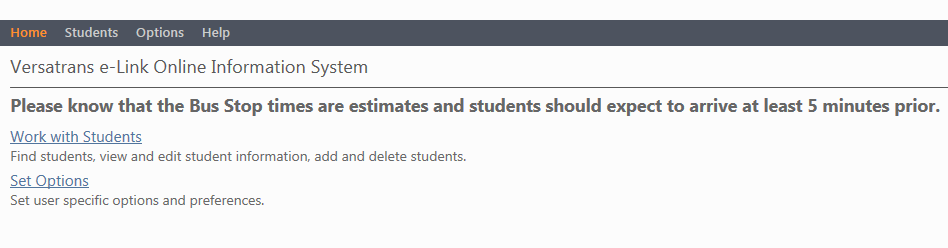 Home Students Options Help
Versatrans e-Link Online Information System
Please know that the Bus Stop times are estimates and students should expect to arrive at least 5 minutes prior.
Work with Students
Find students, view and edit student information, add and delete students.
Set Options
Set user specific options and preferences.